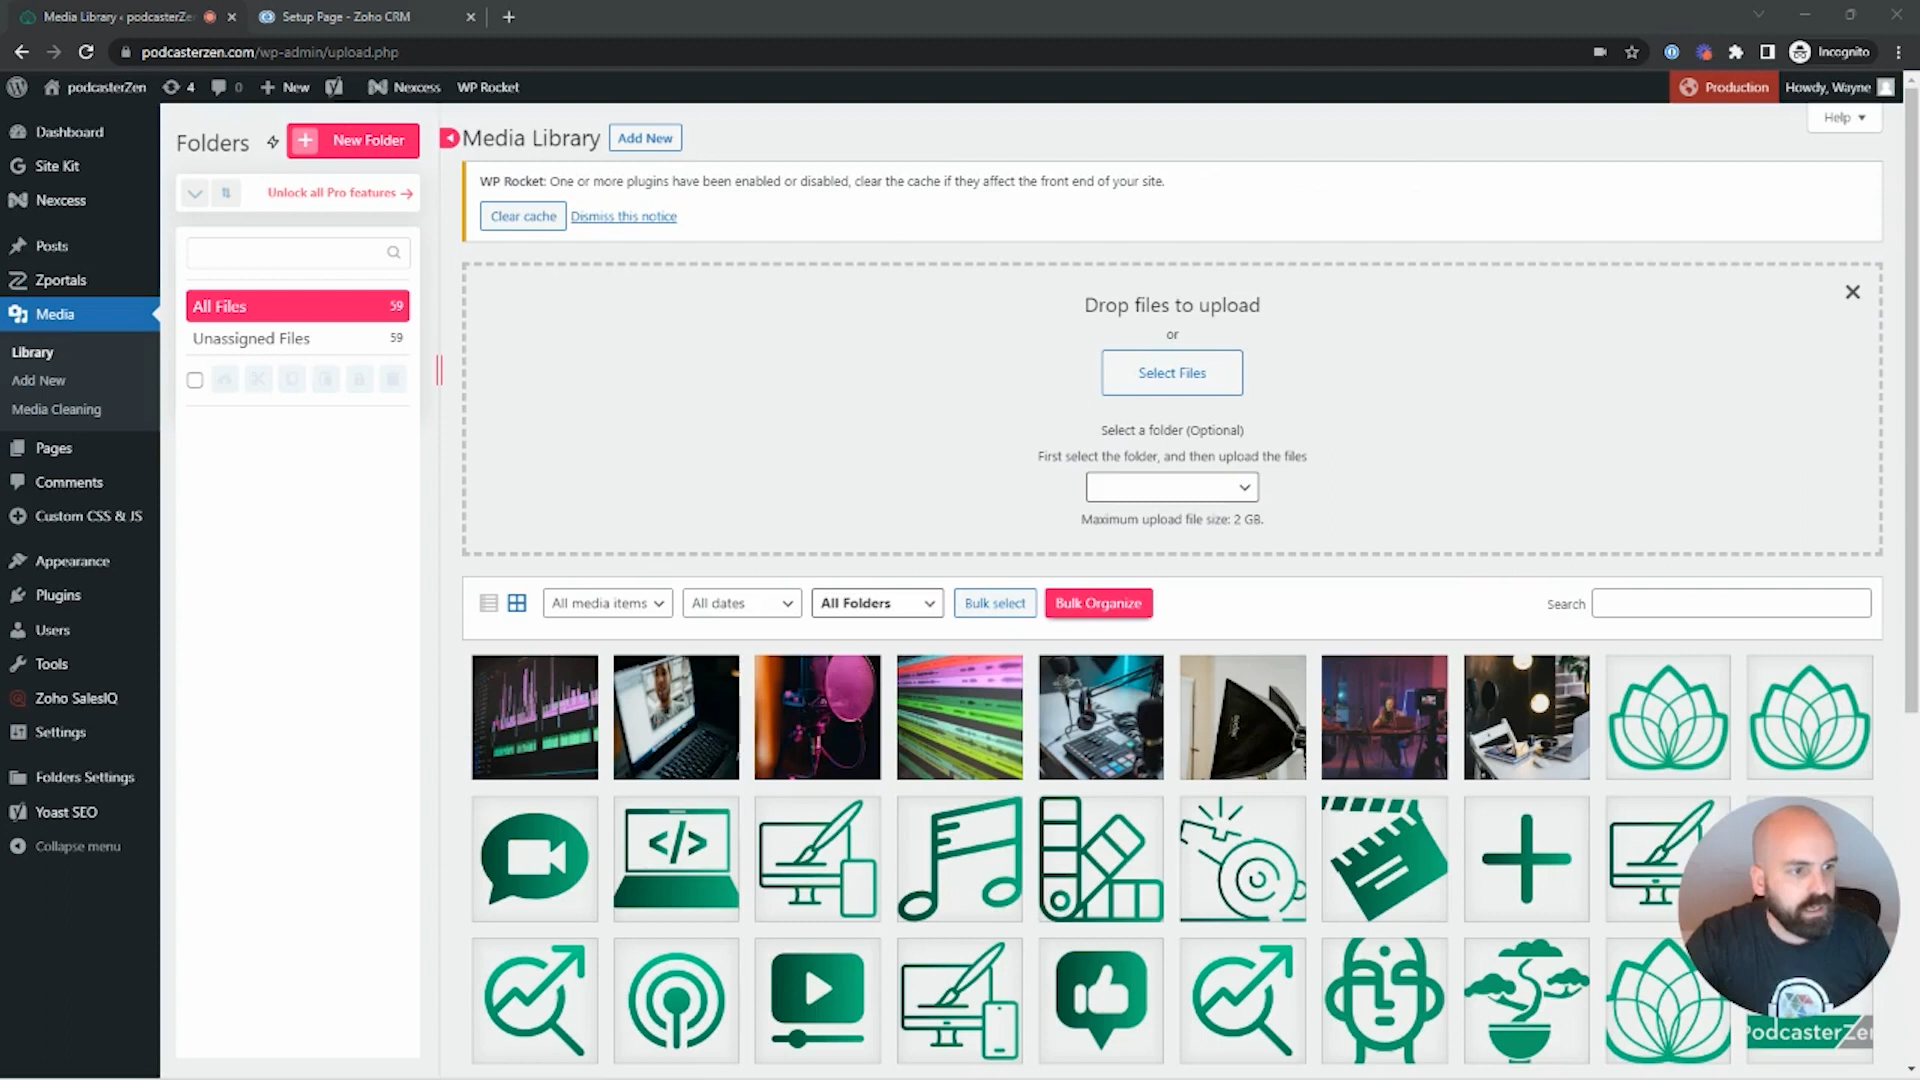 Media Library ‹ podcasterZe
Setup Page - Zoho CRM
podcasterzen.com/wp-admin/upload.php
Incognito
podcasterZen
4
0
New
Nexcess
WP Rocket
Production
Howdy, Wayne
Help
Dashboard
Site Kit
Nexcess
Posts
Zportals
Media
Library
Add New
Media Cleaning
Pages
Comments
Custom CSS & JS
Appearance
Plugins
Users
Tools
Zoho SalesIQ
Settings
Folders Settings
Yoast SEO
Collapse menu
Folders
New Folder
Unlock all Pro features
All Files 59
Unassigned Files 59
Media Library
Add New
WP Rocket: One or more plugins have been enabled or disabled, clear the cache if they affect the front end of your site.
Clear cache
Dismiss this notice
Drop files to upload
or
Select Files
Select a folder (Optional)
First select the folder, and then upload the files
Maximum upload file size: 2 GB.
All media items
All dates
All Folders
Bulk select
Bulk Organize
Search
</>
PodcasterZen